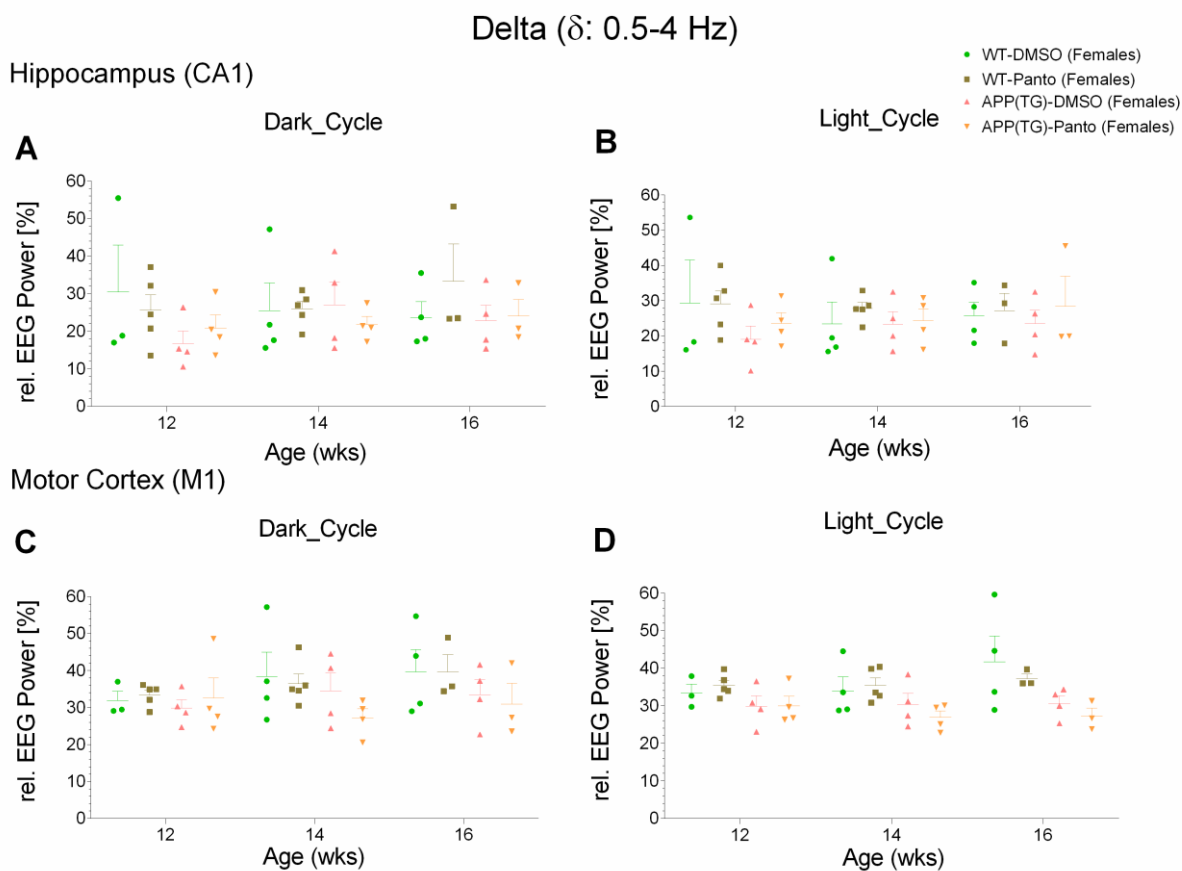 Delta (δ: 0.5-4 Hz)
Hippocampus (CA1)
WT-DMSO (Females)
WT-Panto (Females)
APP(TG)-DMSO (Females)
APP(TG)-Panto (Females)
A
Dark_Cycle
rel. EEG Power [%]
60
50
40
30
20
10
0
12
14
16
Age (wks)
B
Light_Cycle
rel. EEG Power [%]
60
50
40
30
20
10
0
12
14
16
Age (wks)
Motor Cortex (M1)
C
Dark_Cycle
rel. EEG Power [%]
60
50
40
30
20
10
0
12
14
16
Age (wks)
D
Light_Cycle
rel. EEG Power [%]
60
50
40
30
20
10
0
12
14
16
Age (wks)